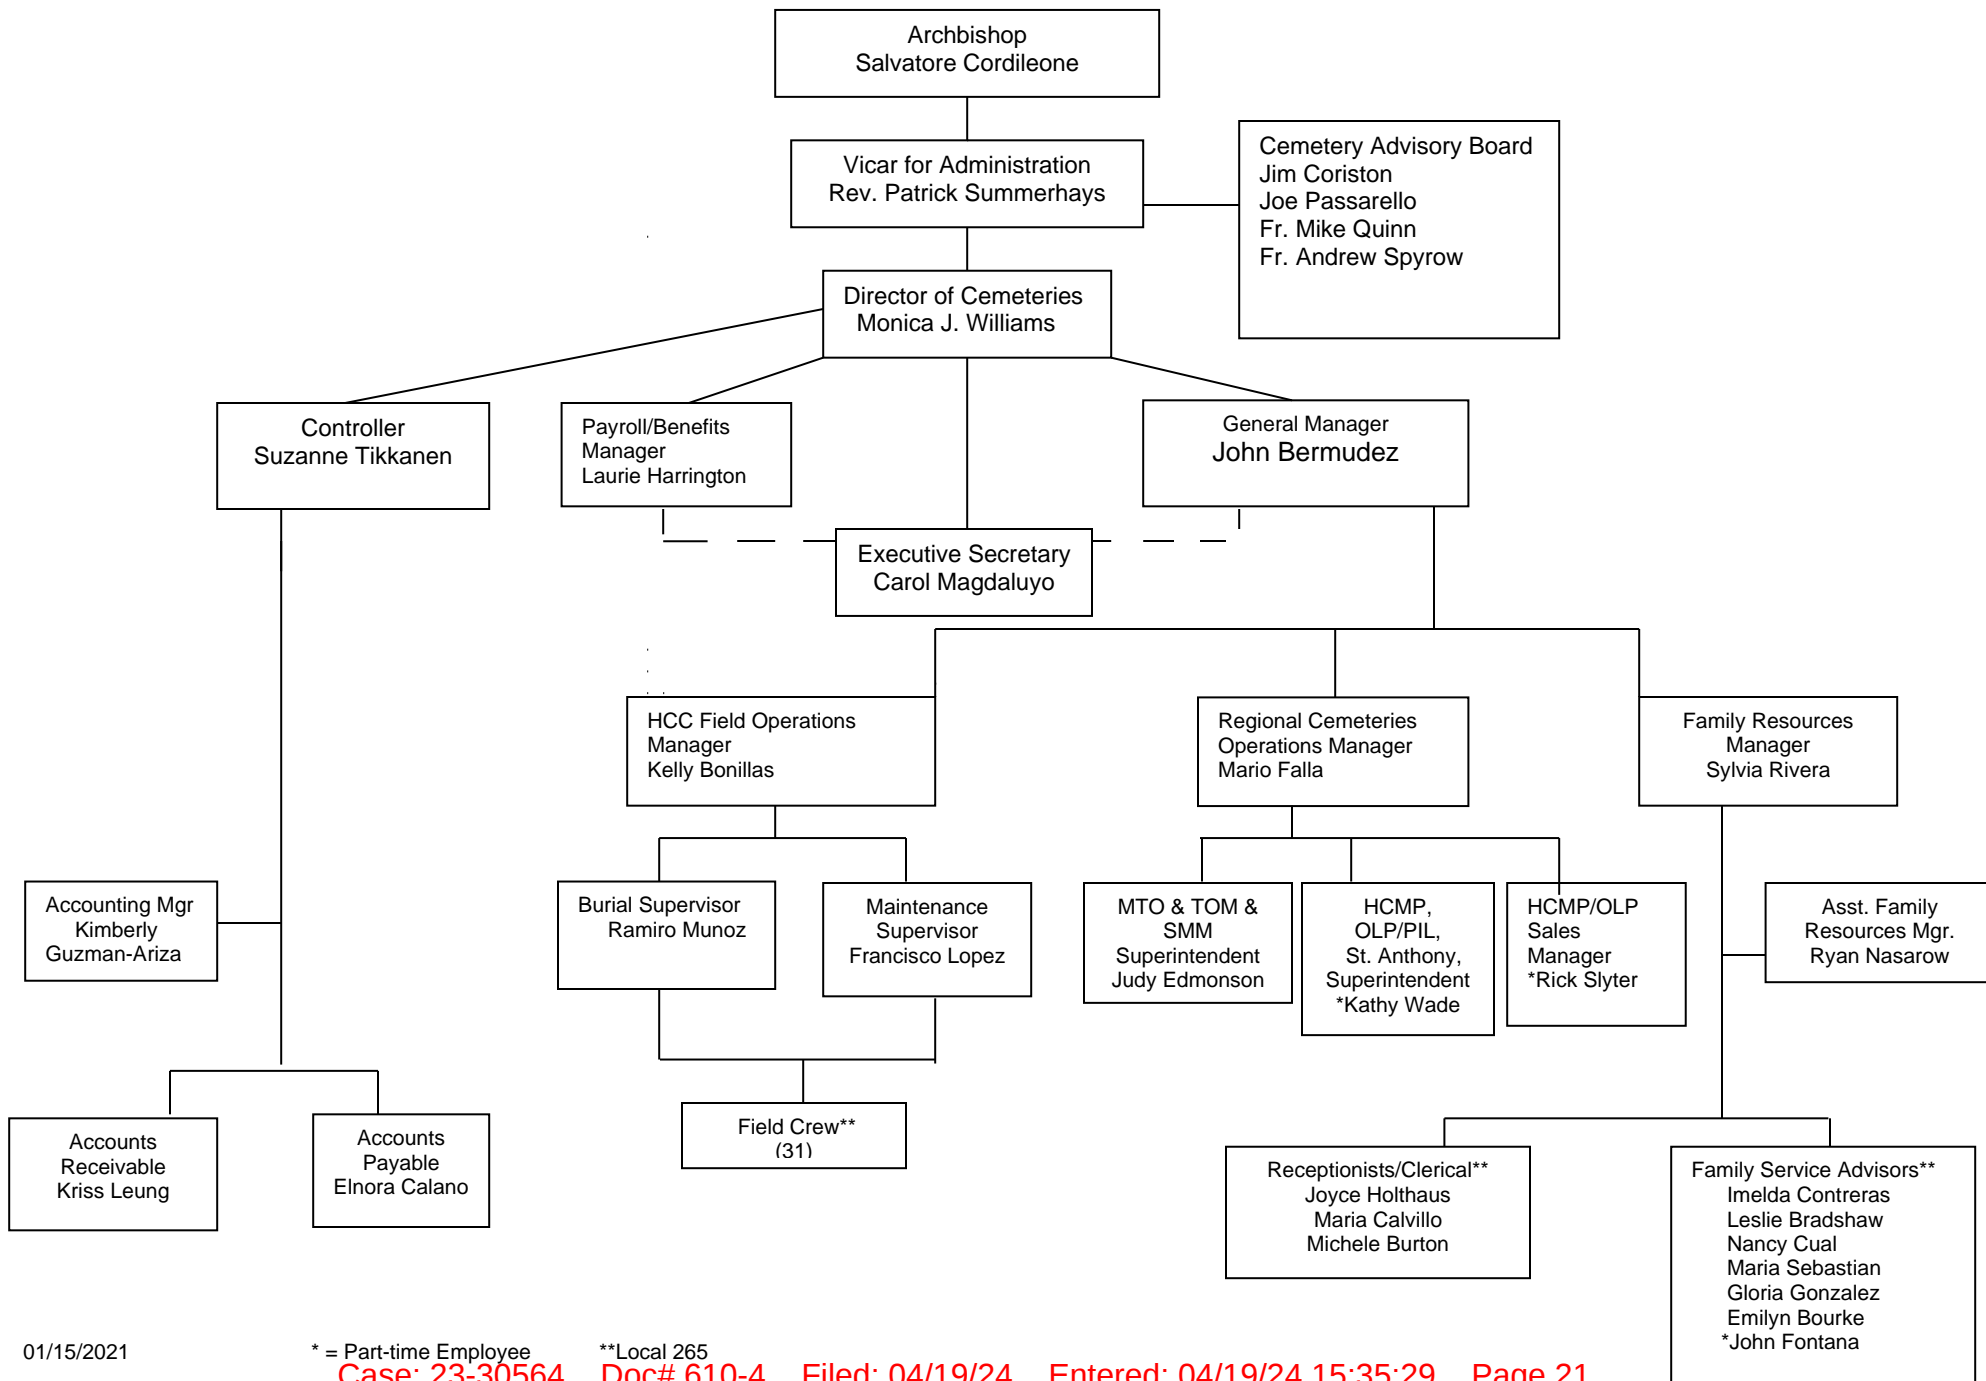 Archbishop
Salvatore Cordileone
Vicar for Administration
Rev. Patrick Summerhays
Cemetery Advisory Board
Jim Coriston
Joe Passarello
Fr. Mike Quinn
Fr. Andrew Spyrow
Director of Cemeteries
Monica J. Williams
Controller
Suzanne Tikkanen
Payroll/Benefits
Manager
Laurie Harrington
General Manager
John Bermudez
Executive Secretary
Carol Magdaluyo
HCC Field Operations
Manager
Kelly Bonillas
Regional Cemeteries
Operations Manager
Mario Falla
Family Resources
Manager
Sylvia Rivera
Accounting Mgr
Kimberly
Guzman-Ariza
Burial Supervisor
Ramiro Munoz
Maintenance
Supervisor
Francisco Lopez
MTO & TOM &
SMM
Superintendent
Judy Edmonson
HCMP,
OLP/PIL,
St. Anthony,
Superintendent
*Kathy Wade
HCMP/OLP
Sales
Manager
*Rick Slyter
Asst. Family
Resources Mgr.
Ryan Nasarow
Accounts
Receivable
Kriss Leung
Accounts
Payable
Elnora Calano
Field Crew**
(31)
Receptionists/Clerical**
Joyce Holthaus
Maria Calvillo
Michele Burton
Family Service Advisors**
Imelda Contreras
Leslie Bradshaw
Nancy Cual
Maria Sebastian
Gloria Gonzalez
Emilyn Bourke
*John Fontana
01/15/2021 * = Part-time Employee **Local 265
Case: 23-30564 Doc# 610-4 Filed: 04/19/24 Entered: 04/19/24 15:35:29 Page 21